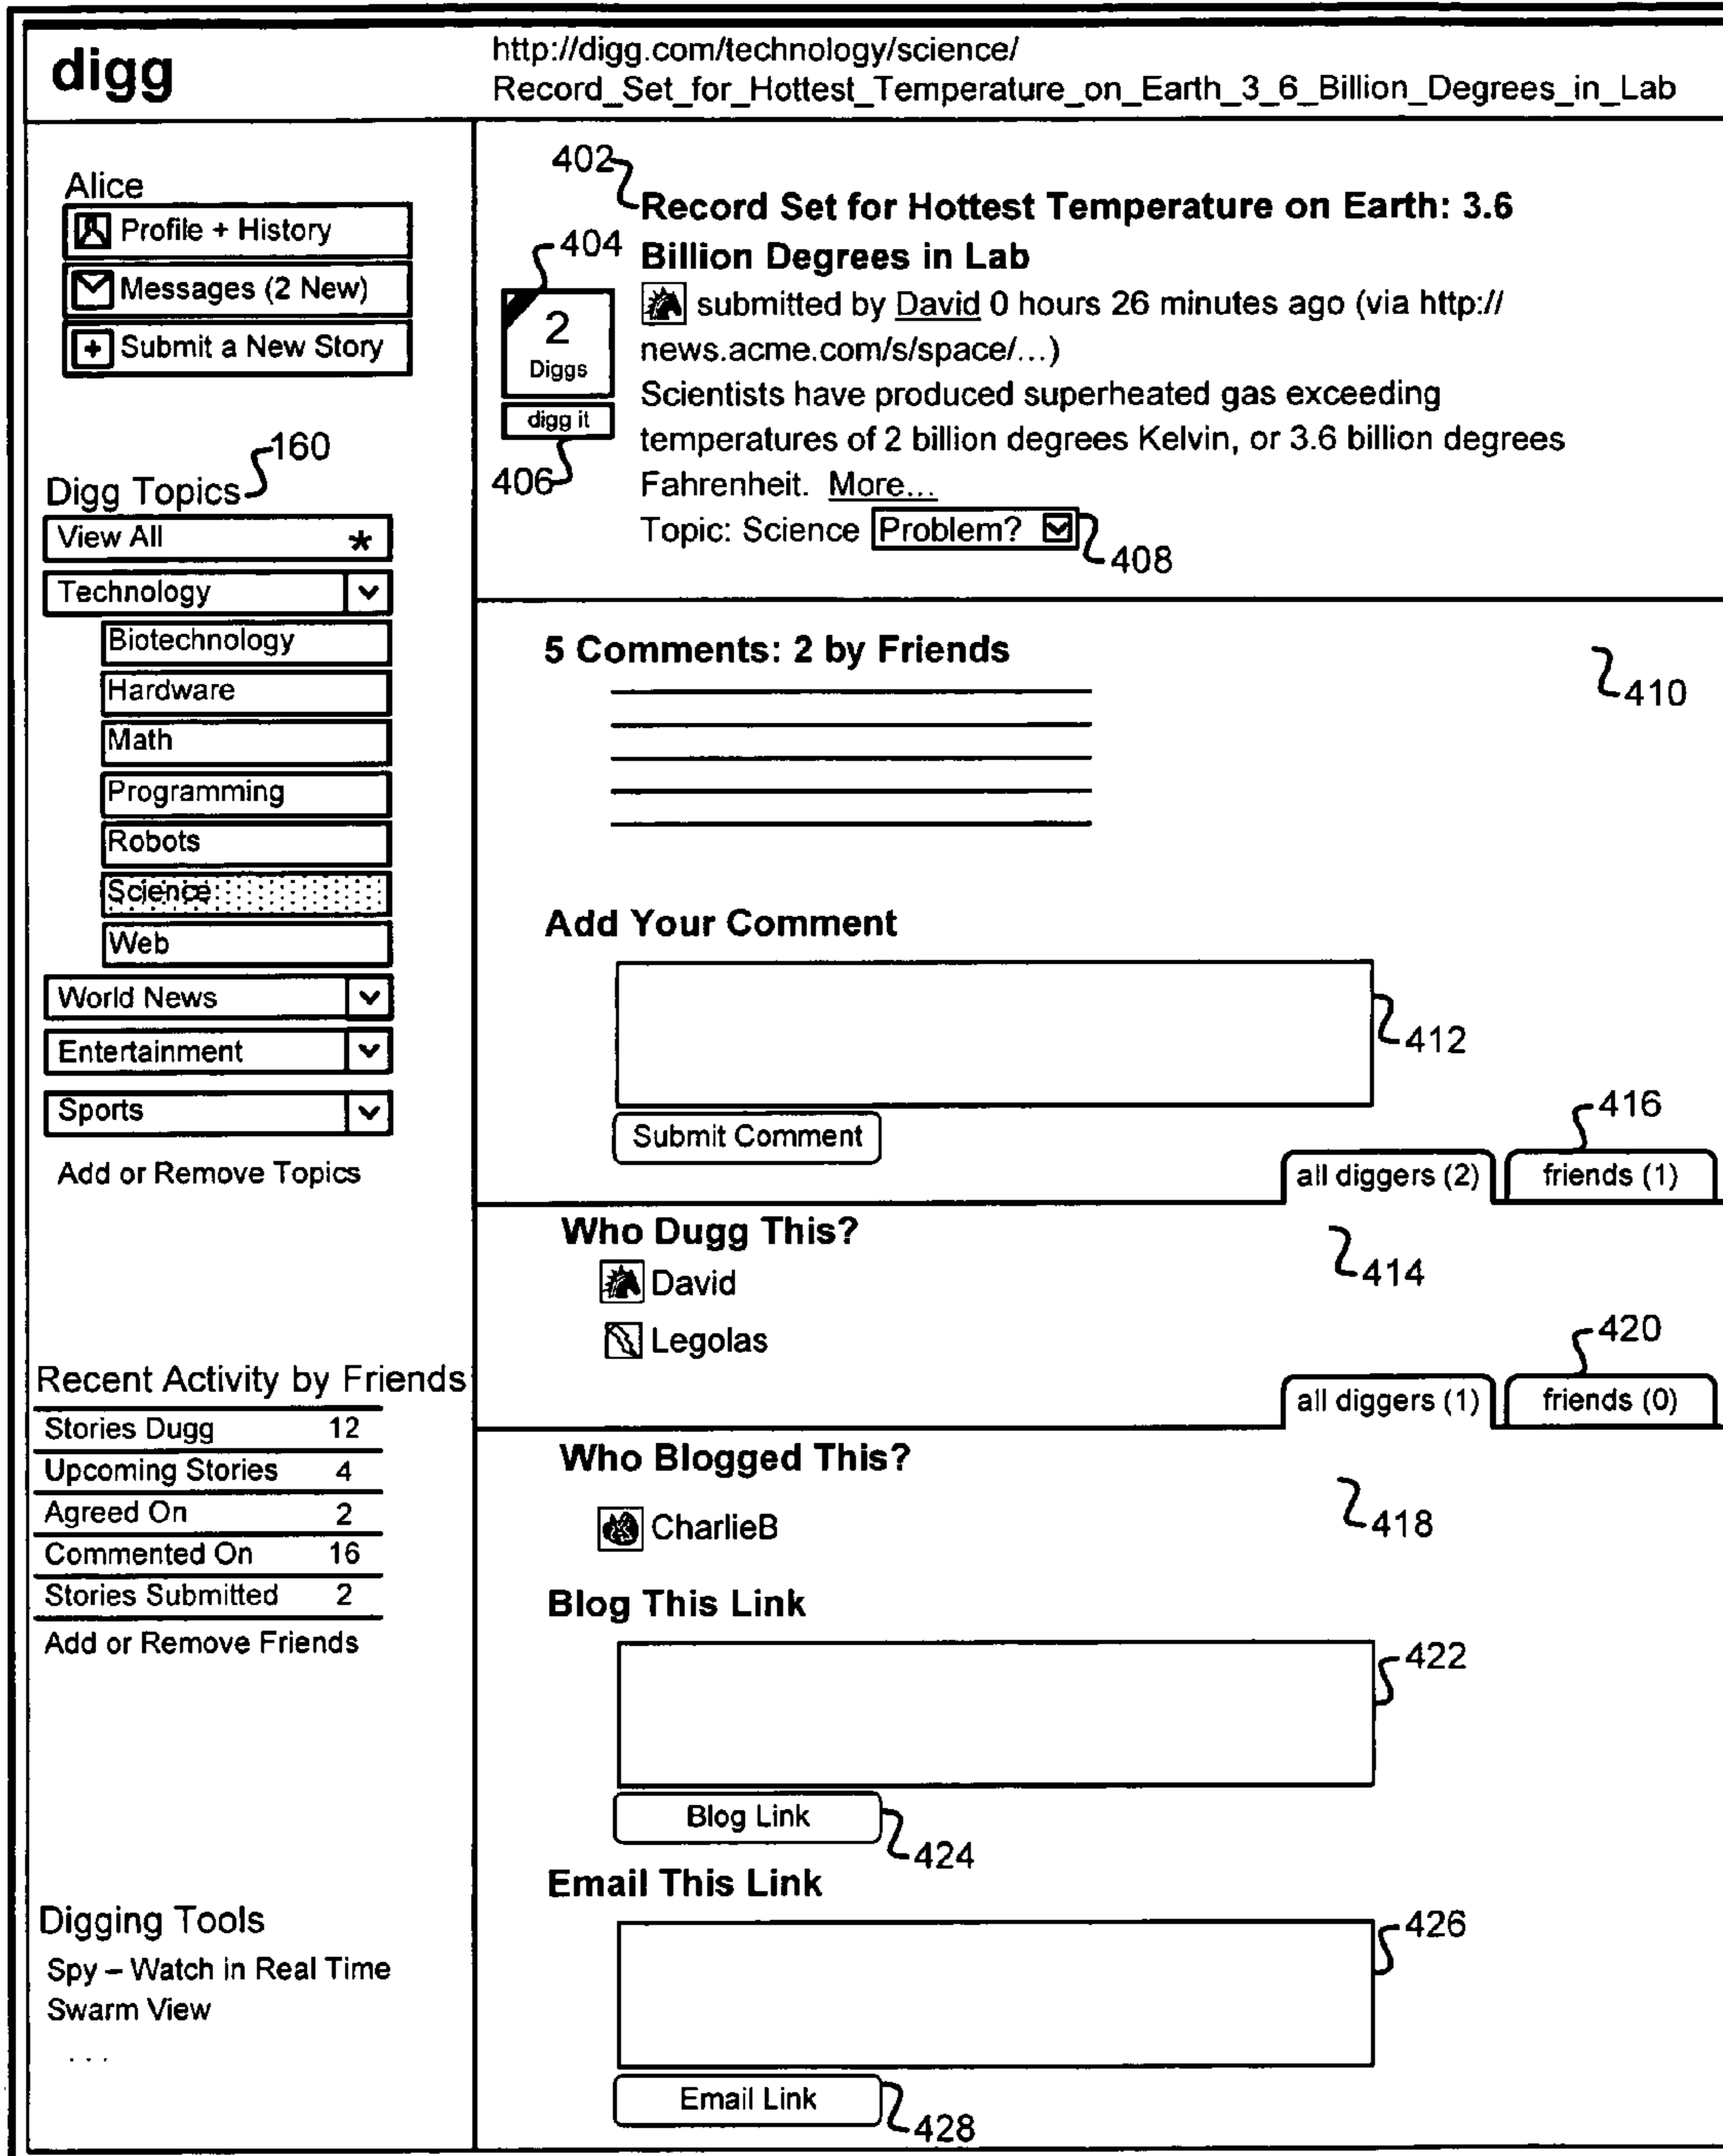 digg
http://digg.com/technology/science/
Record_Set_for_Hottest_Temperature_on_Earth_3_6_Billion_Degrees_in_Lab
Alice
Profile + History
Messages (2 New)
+ Submit a New Story
160
Digg Topics
View All *
Technology
Biotechnology
Hardware
Math
Programming
Robots
Science
Web
World News
Entertainment
Sports
Add or Remove Topics
Recent Activity by Friends
Stories Dugg 12
Upcoming Stories 4
Agreed On 2
Commented On 16
Stories Submitted 2
Add or Remove Friends
Digging Tools
Spy – Watch in Real Time
Swarm View
. . .
402
Record Set for Hottest Temperature on Earth: 3.6
404
Billion Degrees in Lab
2
Diggs
digg it
406
submitted by David 0 hours 26 minutes ago (via http://
news.acme.com/s/space/...)
Scientists have produced superheated gas exceeding
temperatures of 2 billion degrees Kelvin, or 3.6 billion degrees
Fahrenheit. More...
Topic: Science Problem?
408
5 Comments: 2 by Friends
410
Add Your Comment
412
Submit Comment
416
all diggers (2) friends (1)
Who Dugg This?
414
David
Legolas
420
all diggers (1) friends (0)
Who Blogged This?
418
CharlieB
Blog This Link
422
Blog Link
424
Email This Link
426
Email Link
428